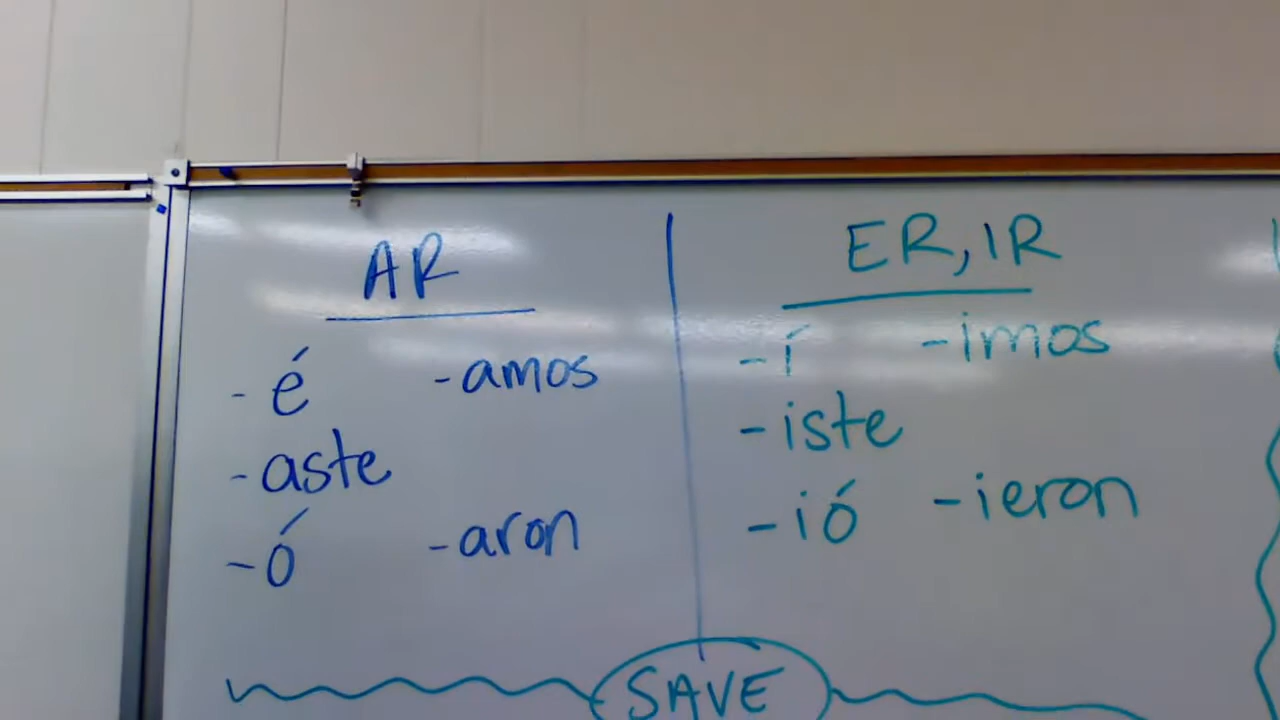 AR
-é -amos
-aste
-ó -aron
ER, IR
-í -imos
-iste
-ió -ieron
SAVE